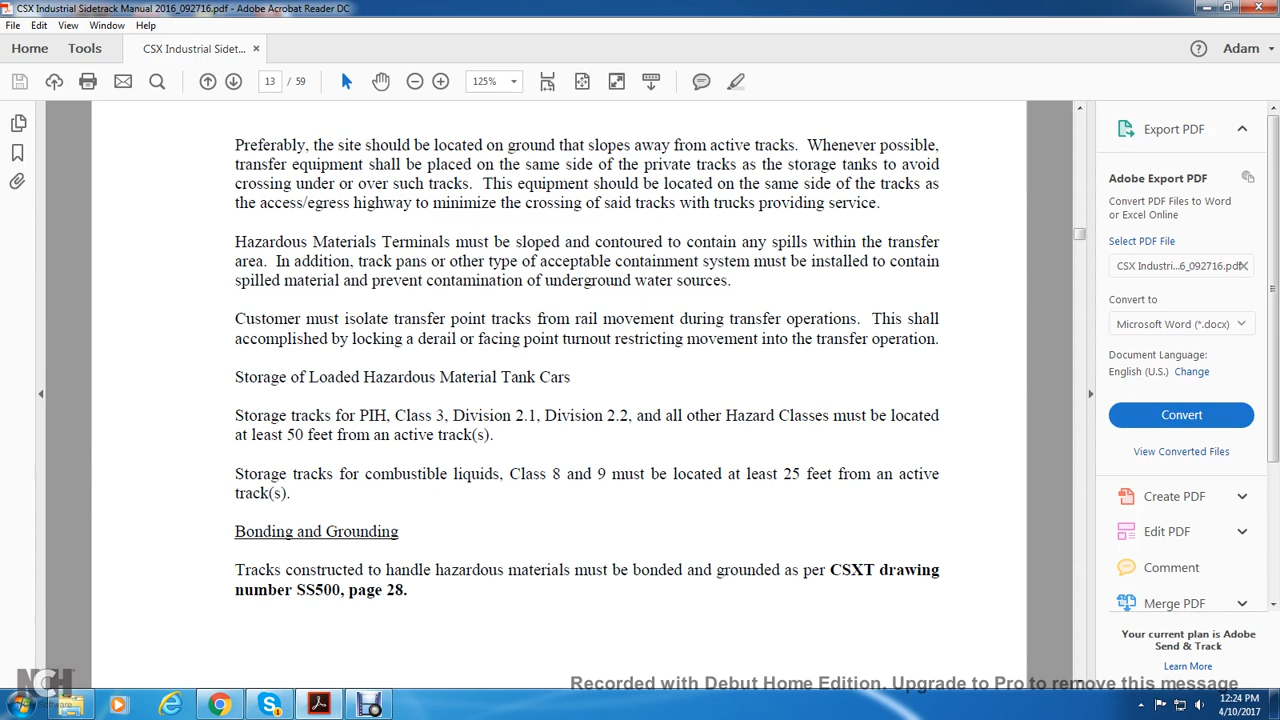 CSX Industrial Sidetrack Manual 2016_092716.pdf - Adobe Acrobat Reader DC
File Edit View Window Help
Home Tools CSX Industrial Sidet... × Adam
13 / 59 125%
Preferably, the site should be located on ground that slopes away from active tracks. Whenever possible,
transfer equipment shall be placed on the same side of the private tracks as the storage tanks to avoid
crossing under or over such tracks. This equipment should be located on the same side of the tracks as
the access/egress highway to minimize the crossing of said tracks with trucks providing service.
Hazardous Materials Terminals must be sloped and contoured to contain any spills within the transfer
area. In addition, track pans or other type of acceptable containment system must be installed to contain
spilled material and prevent contamination of underground water sources.
Customer must isolate transfer point tracks from rail movement during transfer operations. This shall
accomplished by locking a derail or facing point turnout restricting movement into the transfer operation.
Storage of Loaded Hazardous Material Tank Cars
Storage tracks for PIH, Class 3, Division 2.1, Division 2.2, and all other Hazard Classes must be located
at least 50 feet from an active track(s).
Storage tracks for combustible liquids, Class 8 and 9 must be located at least 25 feet from an active
track(s).
Bonding and Grounding
Tracks constructed to handle hazardous materials must be bonded and grounded as per CSXT drawing
number SS500, page 28.
Export PDF
Adobe Export PDF
Convert PDF Files to Word
or Excel Online
Select PDF File
CSX Industri...6_092716.pdf
Convert to
Microsoft Word (*.docx)
Document Language:
English (U.S.) Change
Convert
View Converted Files
Create PDF
Edit PDF
Comment
Merge PDF
Your current plan is Adobe
Send & Track
Learn More
NCH
Software
Recorded with Debut Home Edition. Upgrade to Pro to remove this message
12:24 PM
4/10/2017